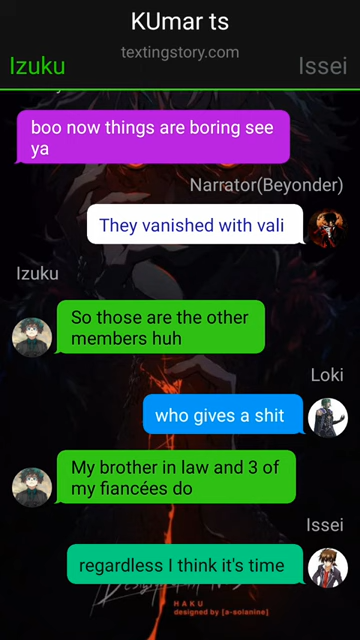 KUmar ts
textingstory.com
Izuku
Issei
boo now things are boring see
ya
Narrator(Beyonder)
They vanished with vali
Izuku
So those are the other
members huh
Loki
who gives a shit
My brother in law and 3 of
my fiancées do
Issei
regardless I think it's time
HAKU
designed by [a-solanine]